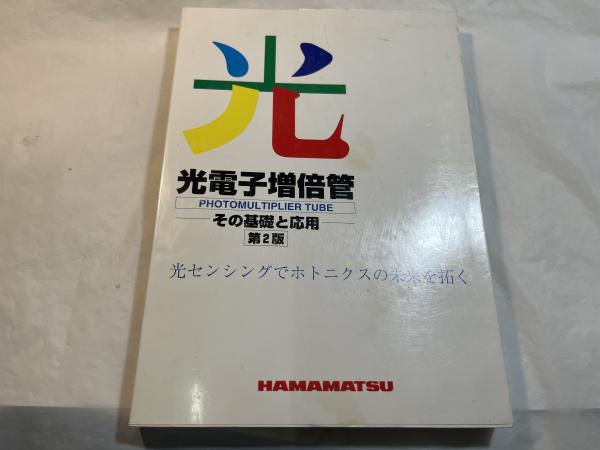 光
光電子増倍管
PHOTOMULTIPLIER TUBE
その基礎と応用
第2版
光センシングでホトニクスの未来を拓く
HAMAMATSU